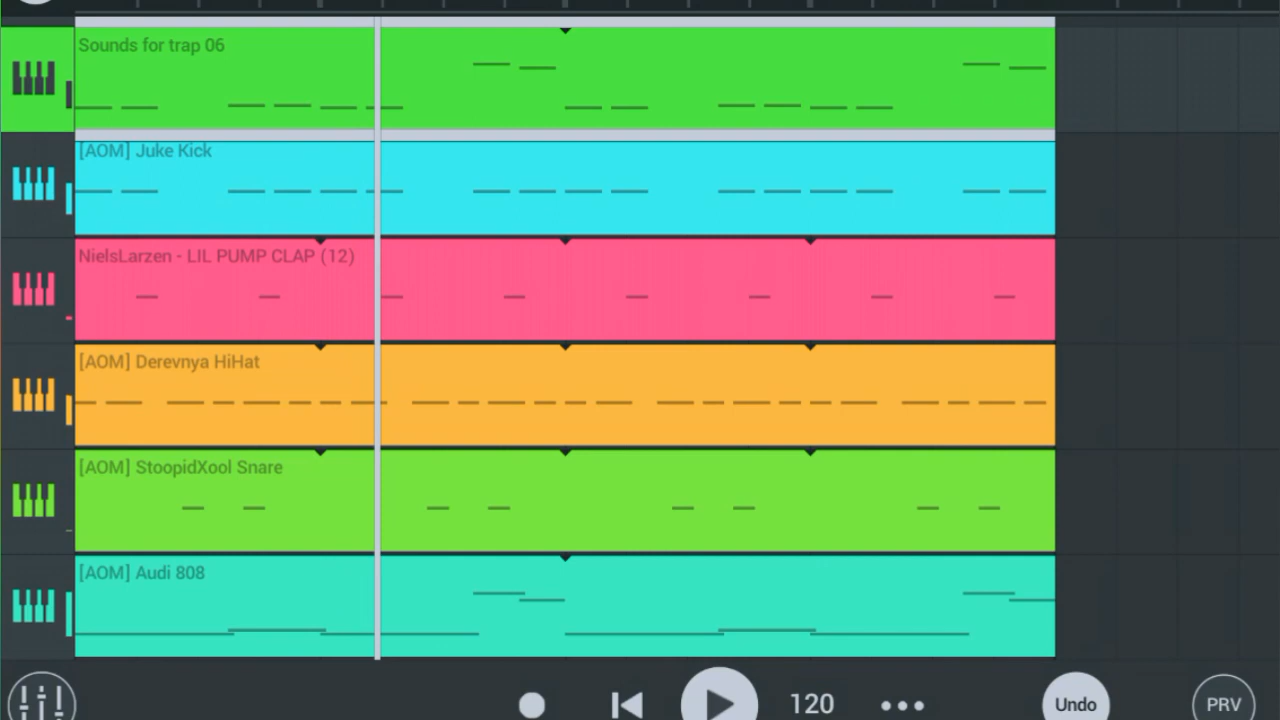 Sounds for trap 06
[AOM] Juke Kick
NielsLarzen - LIL PUMP CLAP (12)
[AOM] Derevnya HiHat
[AOM] StoopidXool Snare
[AOM] Audi 808
120
Undo
PRV